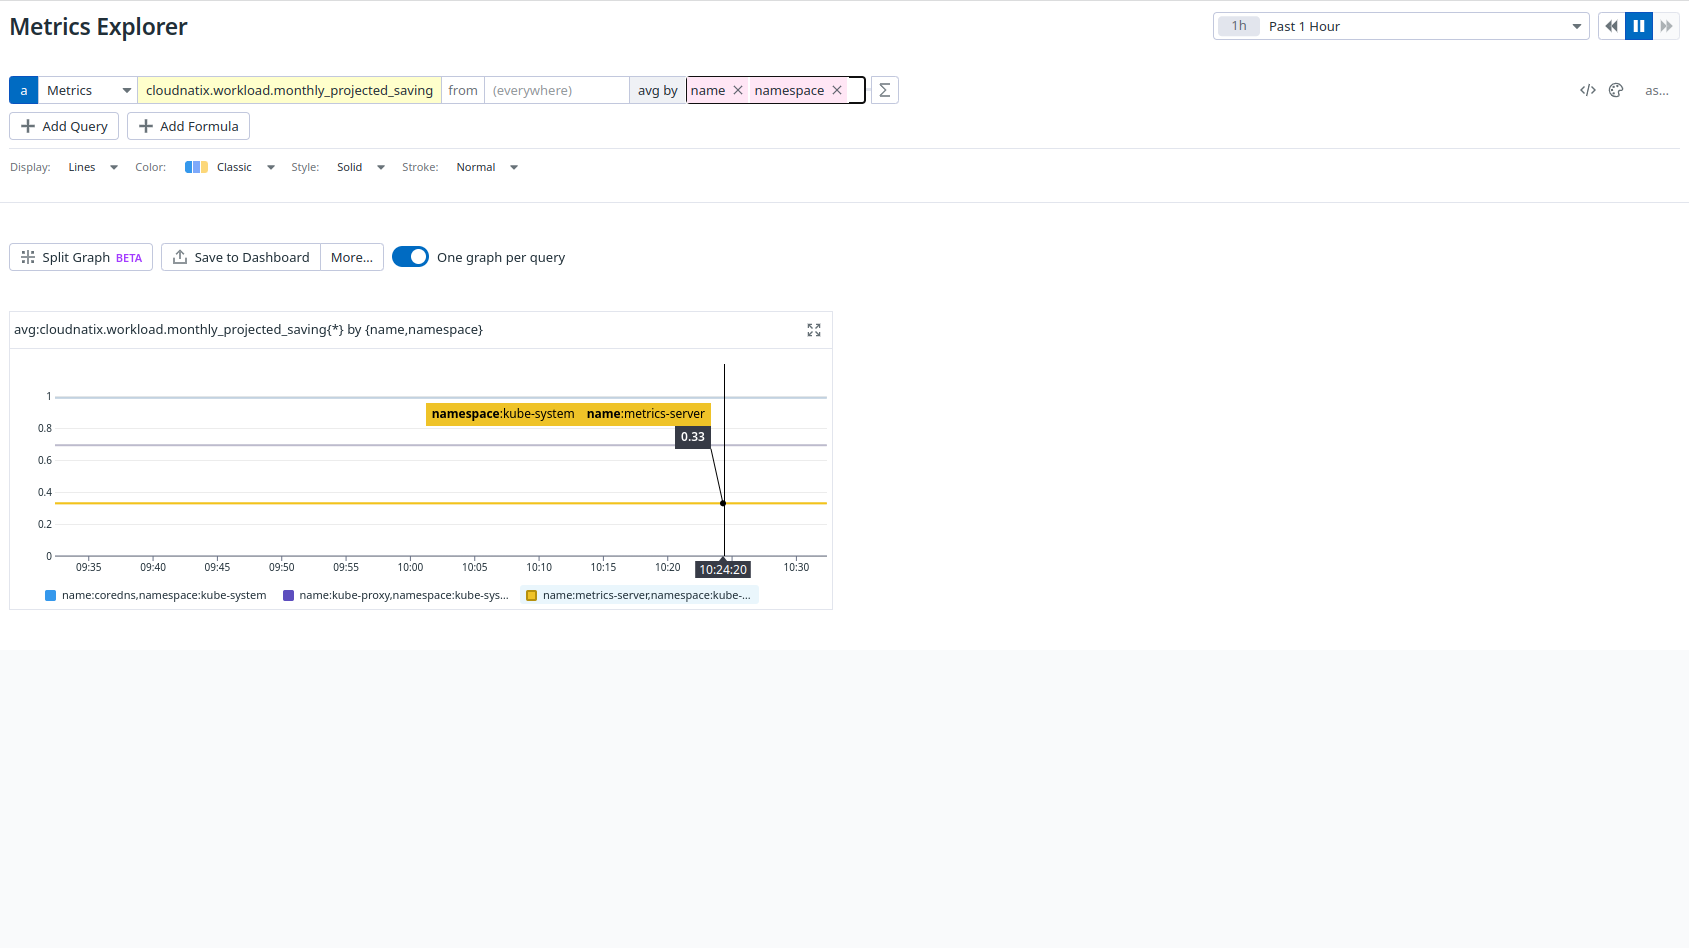 Metrics Explorer
1h Past 1 Hour
a Metrics cloudnatix.workload.monthly_projected_saving from (everywhere) avg by name namespace Σ </> as...
Add Query Add Formula
Display: Lines Color: Classic Style: Solid Stroke: Normal
Split Graph BETA Save to Dashboard More... One graph per query
avg:cloudnatix.workload.monthly_projected_saving{*} by {name,namespace}
1
namespace:kube-system name:metrics-server
0.8
0.33
0.6
0.4
0.2
0
09:35 09:40 09:45 09:50 09:55 10:00 10:05 10:10 10:15 10:20 10:24:20 10:30
name:coredns,namespace:kube-system name:kube-proxy,namespace:kube-sys... name:metrics-server,namespace:kube-...